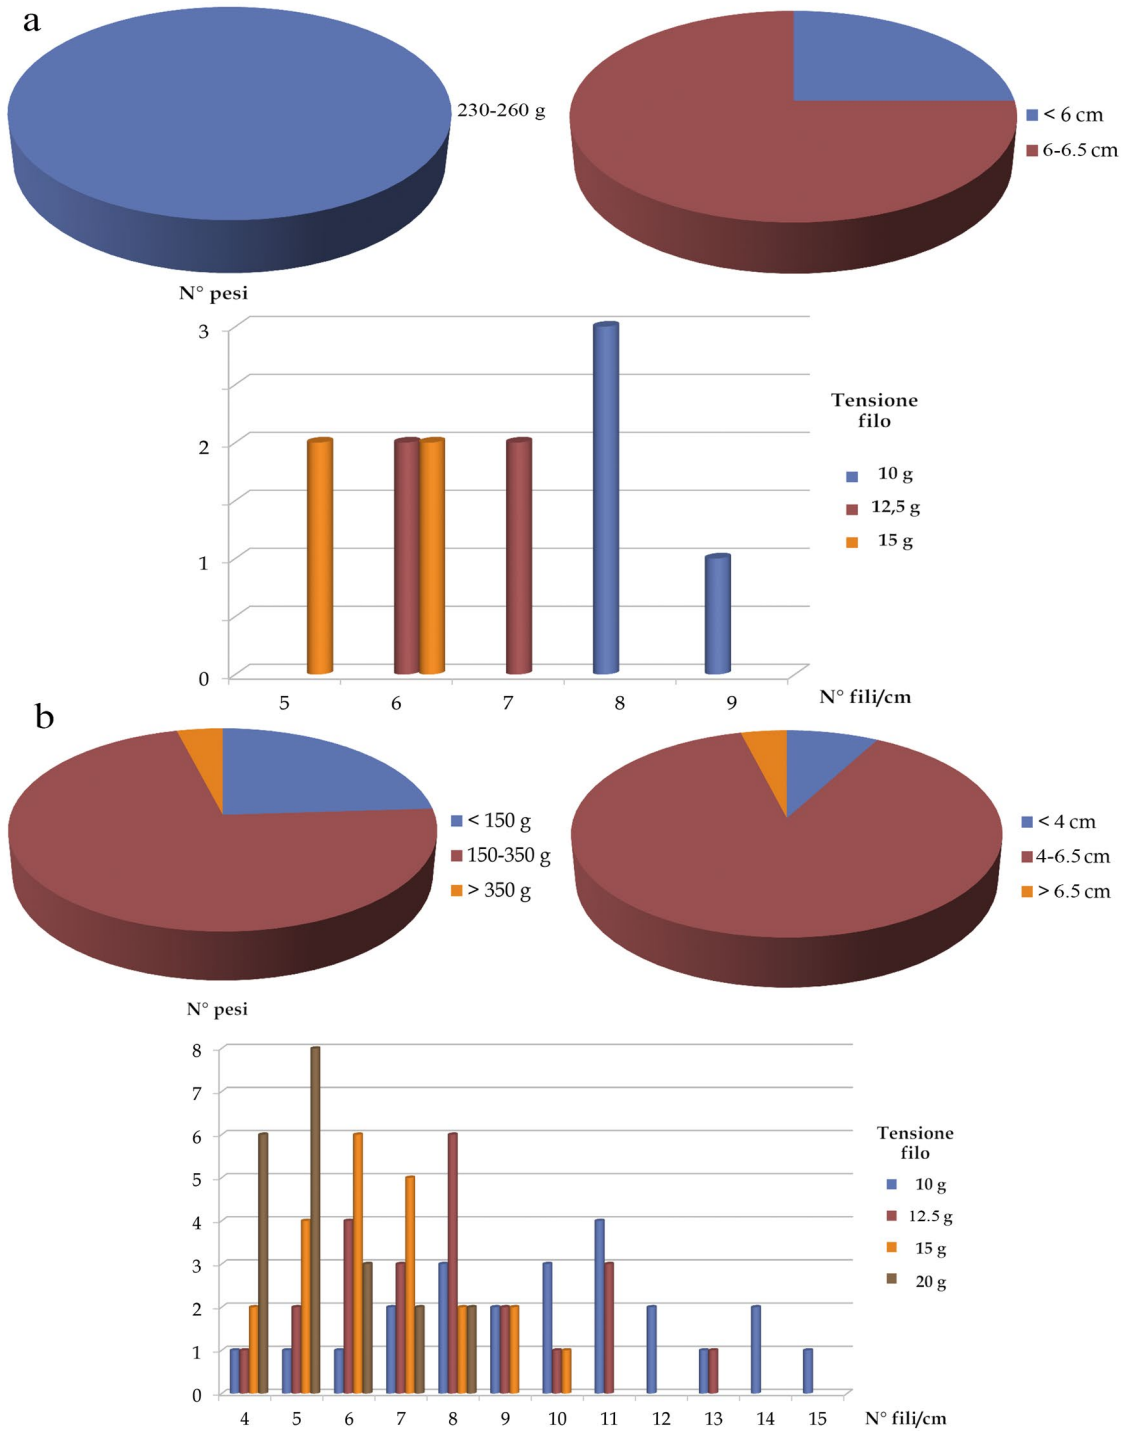 a
230-260 g
< 6 cm
6-6.5 cm
N° pesi
3
2
1
0
5 6 7 8 9
N° fili/cm
Tensione
filo
10 g
12,5 g
15 g
b
< 150 g
150-350 g
> 350 g
< 4 cm
4-6.5 cm
> 6.5 cm
N° pesi
8
7
6
5
4
3
2
1
0
4 5 6 7 8 9 10 11 12 13 14 15
N° fili/cm
Tensione
filo
10 g
12.5 g
15 g
20 g